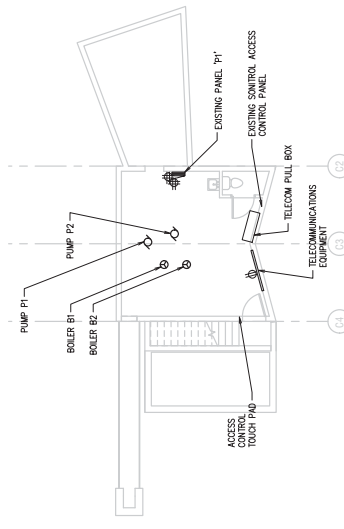 PUMP P1
PUMP P2
BOILER B1
BOILER B2
EXISTING PANEL 'P1'
EXISTING SONITROL ACCESS
CONTROL PANEL
TELECOM PULL BOX
TELECOMMUNICATIONS
EQUIPMENT
ACCESS
CONTROL
TOUCH PAD
C2
C3
C4